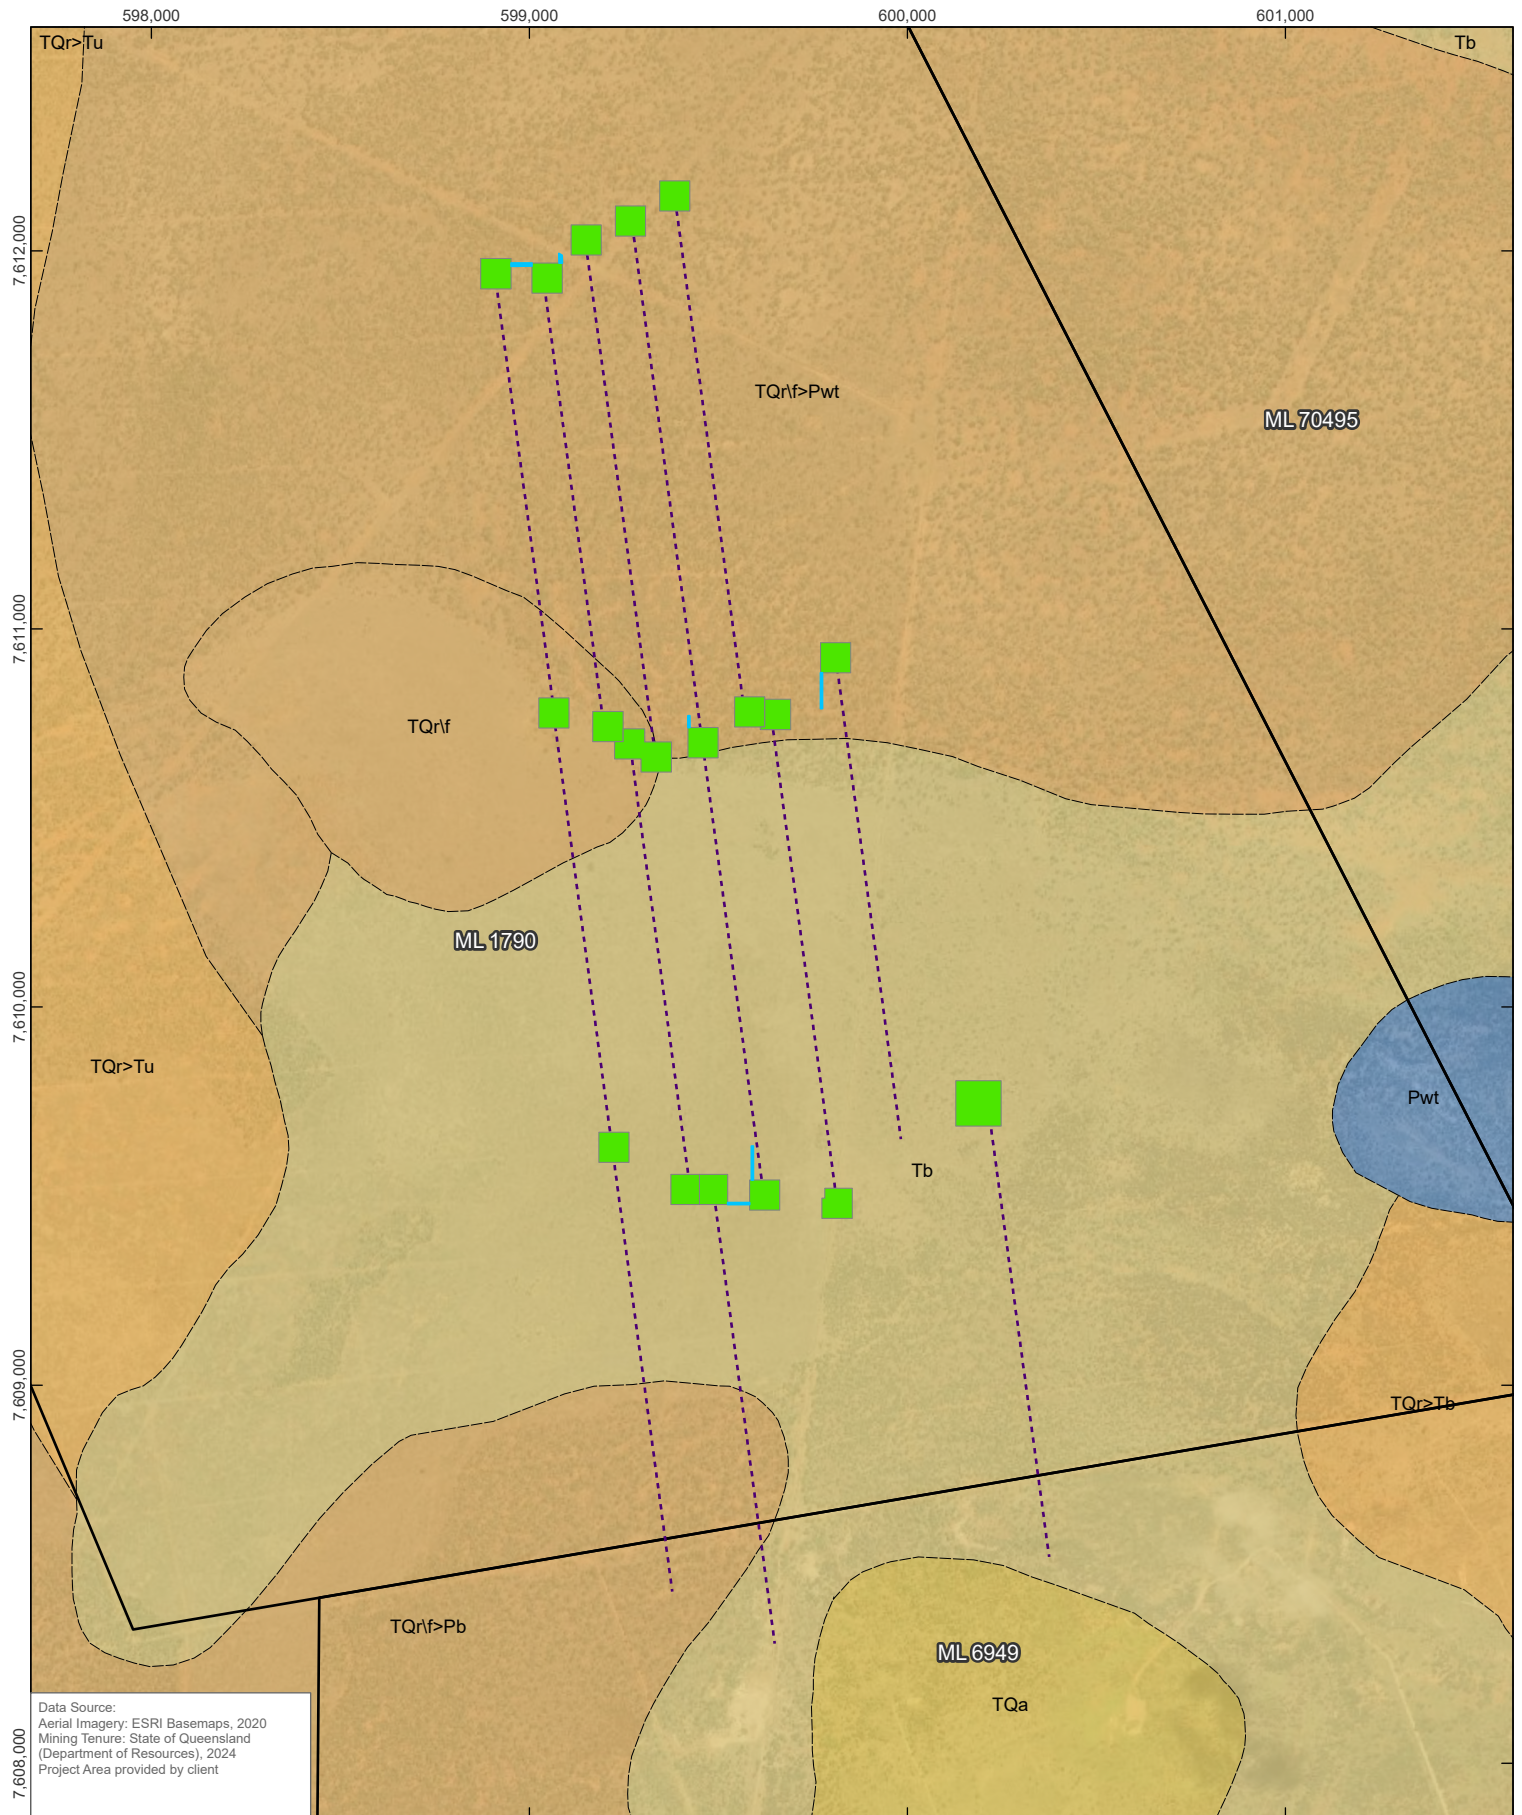 598,000
599,000
600,000
601,000
TQr>Tu
Tb
7,612,000
TQr\f>Pwt
ML 70495
7,611,000
TQr\f
ML 1790
7,610,000
TQr>Tu
Pwt
Tb
7,609,000
TQr>Tb
TQr\f>Pb
ML 6949
TQa
7,608,000
Data Source:
Aerial Imagery: ESRI Basemaps, 2020
Mining Tenure: State of Queensland
(Department of Resources), 2024
Project Area provided by client